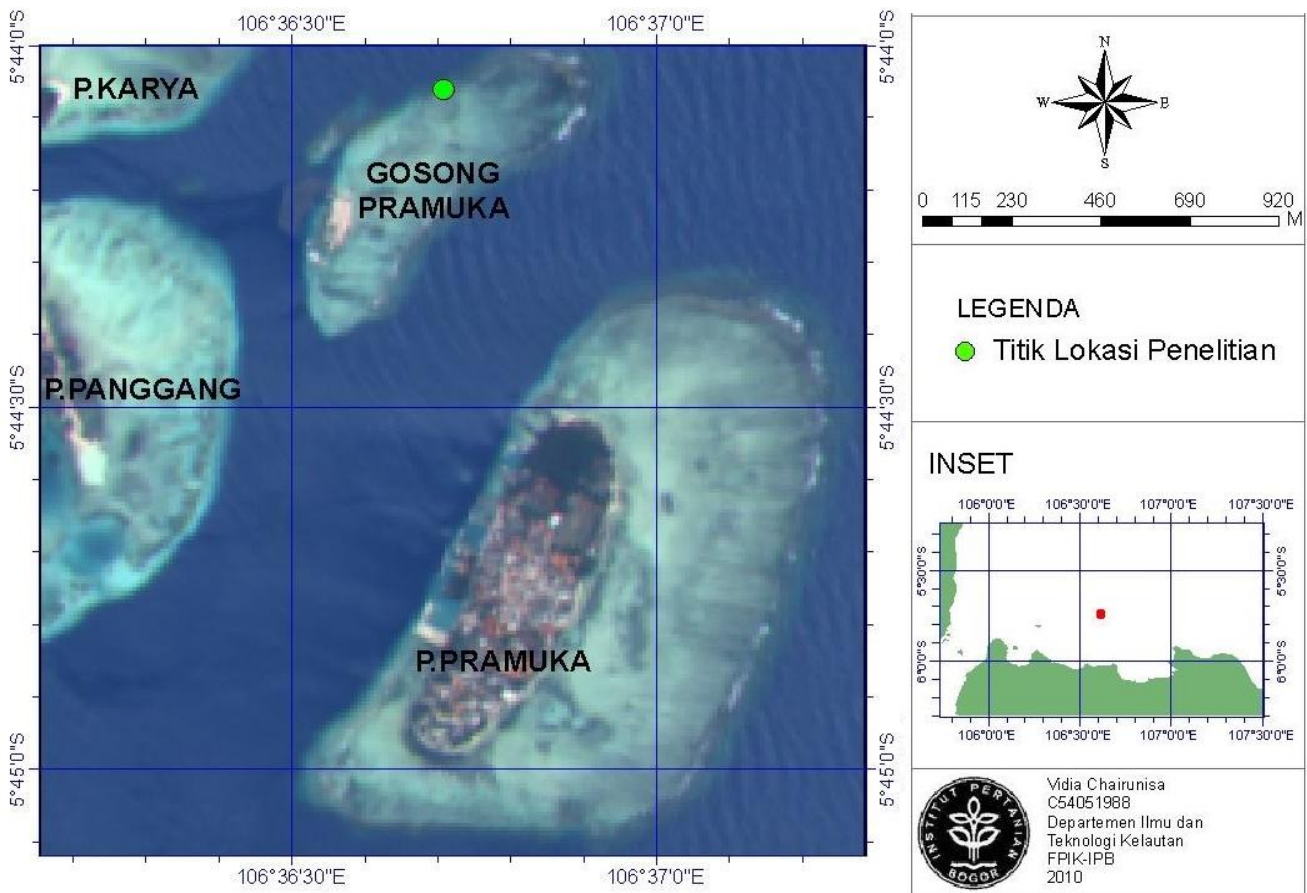 106°36'30"E 106°37'0"E
5°44'0"S 5°44'0"S
P.KARYA
GOSONG
PRAMUKA
P.PANGGANG
5°44'30"S 5°44'30"S
P.PRAMUKA
5°45'0"S 5°45'0"S
106°36'30"E 106°37'0"E
N
W E
S
0 115 230 460 690 920
M
LEGENDA
Titik Lokasi Penelitian
INSET
106°0'0"E 106°30'0"E 107°0'0"E 107°30'0"E
5°30'0"S 5°30'0"S
6°0'0"S 6°0'0"S
106°0'0"E 106°30'0"E 107°0'0"E 107°30'0"E
INSTITUT PERTANIAN
BOGOR
Vidia Chairunisa
C54051988
Departemen Ilmu dan
Teknologi Kelautan
FPIK-IPB
2010